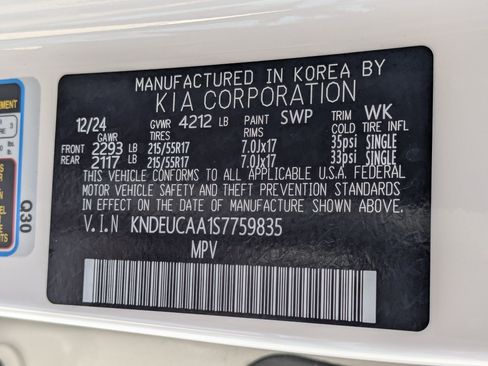 MANUFACTURED IN KOREA BY
KIA CORPORATION
12/24 GVWR 4212 LB PAINT SWP TRIM WK
GAWR TIRES RIMS COLD TIRE INFL
FRONT 2293 LB 215/55R17 7.0Jx17 35psi SINGLE
REAR 2117 LB 215/55R17 7.0Jx17 33psi SINGLE
THIS VEHICLE CONFORMS TO ALL APPLICABLE U.S.A. FEDERAL
MOTOR VEHICLE SAFETY AND THEFT PREVENTION STANDARDS
IN EFFECT ON THE DATE OF MANUFACTURE SHOWN ABOVE.
V.I.N KNDEUCAA1S7759835
MPV
Q30